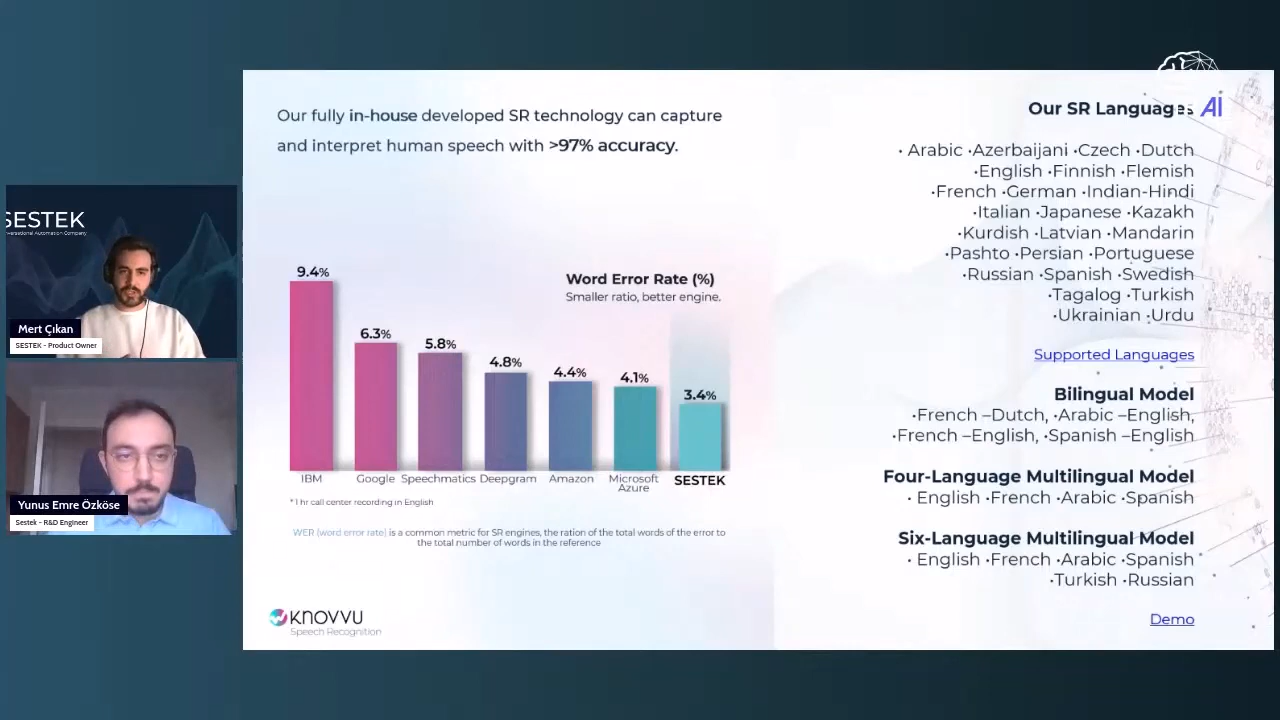 SESTEK
Mert Çıkan
SESTEK - Product Owner
Yunus Emre Özköse
Sestek - R&D Engineer
Our fully in-house developed SR technology can capture
and interpret human speech with >97% accuracy.
Word Error Rate (%)
Smaller ratio, better engine.
9.4%
6.3%
5.8%
4.8%
4.4%
4.1%
3.4%
IBM
Google
Speechmatics
Deepgram
Amazon
Microsoft
Azure
SESTEK
* 1 hr call center recording in English
WER (word error rate) is a common metric for SR engines, the ration of the total words of the error to
the total number of words in the reference
KNOVVU
Speech Recognition
Our SR Languages
AI
· Arabic ·Azerbaijani ·Czech ·Dutch
·English ·Finnish ·Flemish
·French ·German ·Indian-Hindi
·Italian ·Japanese ·Kazakh
·Kurdish ·Latvian ·Mandarin
·Pashto ·Persian ·Portuguese
·Russian ·Spanish ·Swedish
·Tagalog ·Turkish
·Ukrainian ·Urdu
Supported Languages
Bilingual Model
·French –Dutch, ·Arabic –English,
·French –English, ·Spanish –English
Four-Language Multilingual Model
· English ·French ·Arabic ·Spanish
Six-Language Multilingual Model
· English ·French ·Arabic ·Spanish
·Turkish ·Russian
Demo